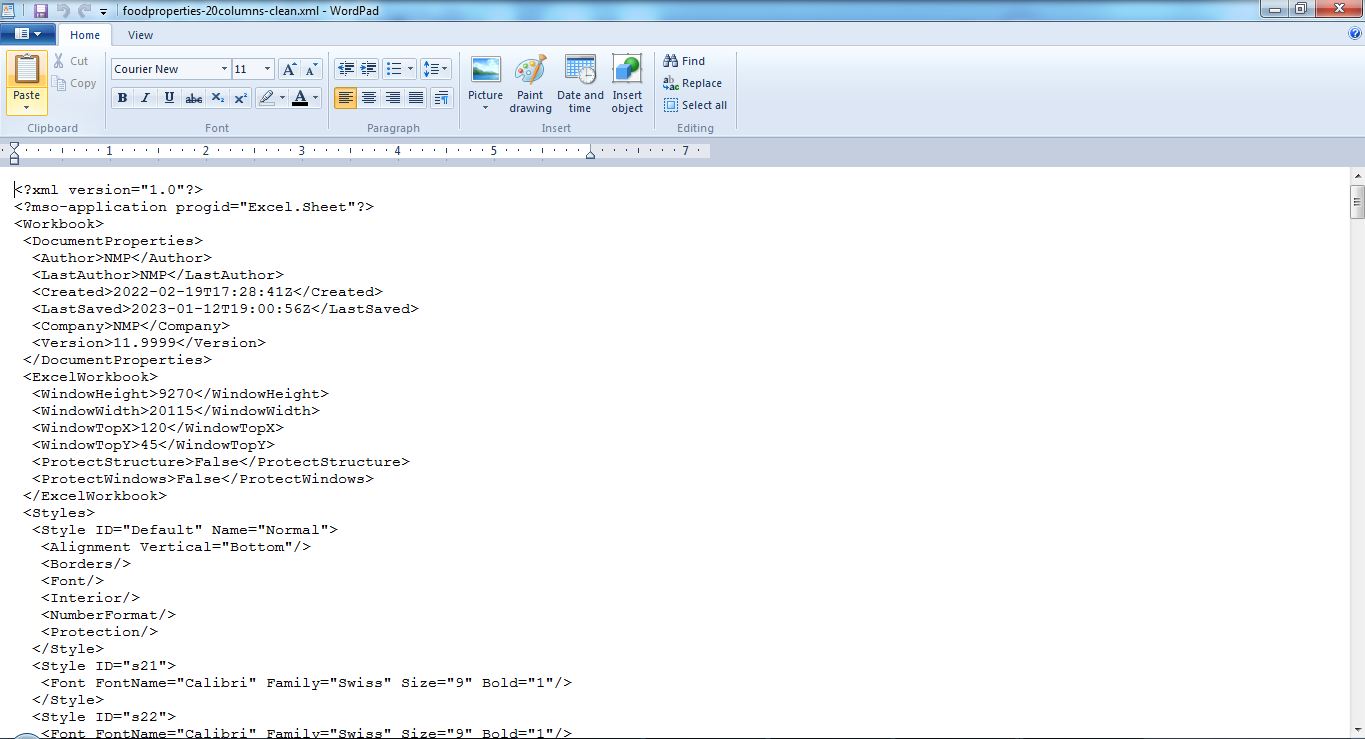 foodproperties-20columns-clean.xml - WordPad
Home View
Paste
Cut
Copy
Clipboard
Courier New 11
B I U abc X₂ X²
A
Font
Paragraph
Picture
Paint drawing
Date and time
Insert object
Insert
Find
Replace
Select all
Editing
1 2 3 4 5 7
<?xml version="1.0"?>
<?mso-application progid="Excel.Sheet"?>
<Workbook>
<DocumentProperties>
<Author>NMP</Author>
<LastAuthor>NMP</LastAuthor>
<Created>2022-02-19T17:28:41Z</Created>
<LastSaved>2023-01-12T19:00:56Z</LastSaved>
<Company>NMP</Company>
<Version>11.9999</Version>
</DocumentProperties>
<ExcelWorkbook>
<WindowHeight>9270</WindowHeight>
<WindowWidth>20115</WindowWidth>
<WindowTopX>120</WindowTopX>
<WindowTopY>45</WindowTopY>
<ProtectStructure>False</ProtectStructure>
<ProtectWindows>False</ProtectWindows>
</ExcelWorkbook>
<Styles>
<Style ID="Default" Name="Normal">
<Alignment Vertical="Bottom"/>
<Borders/>
<Font/>
<Interior/>
<NumberFormat/>
<Protection/>
</Style>
<Style ID="s21">
<Font FontName="Calibri" Family="Swiss" Size="9" Bold="1"/>
</Style>
<Style ID="s22">
<Font FontName="Calibri" Family="Swiss" Size="9" Bold="1"/>